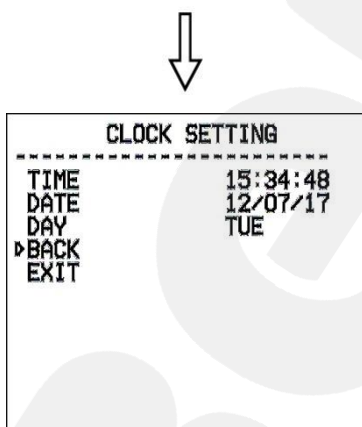 CLOCK SETTING
TIME 15:34:48
DATE 12/07/17
DAY TUE
BACK
EXIT